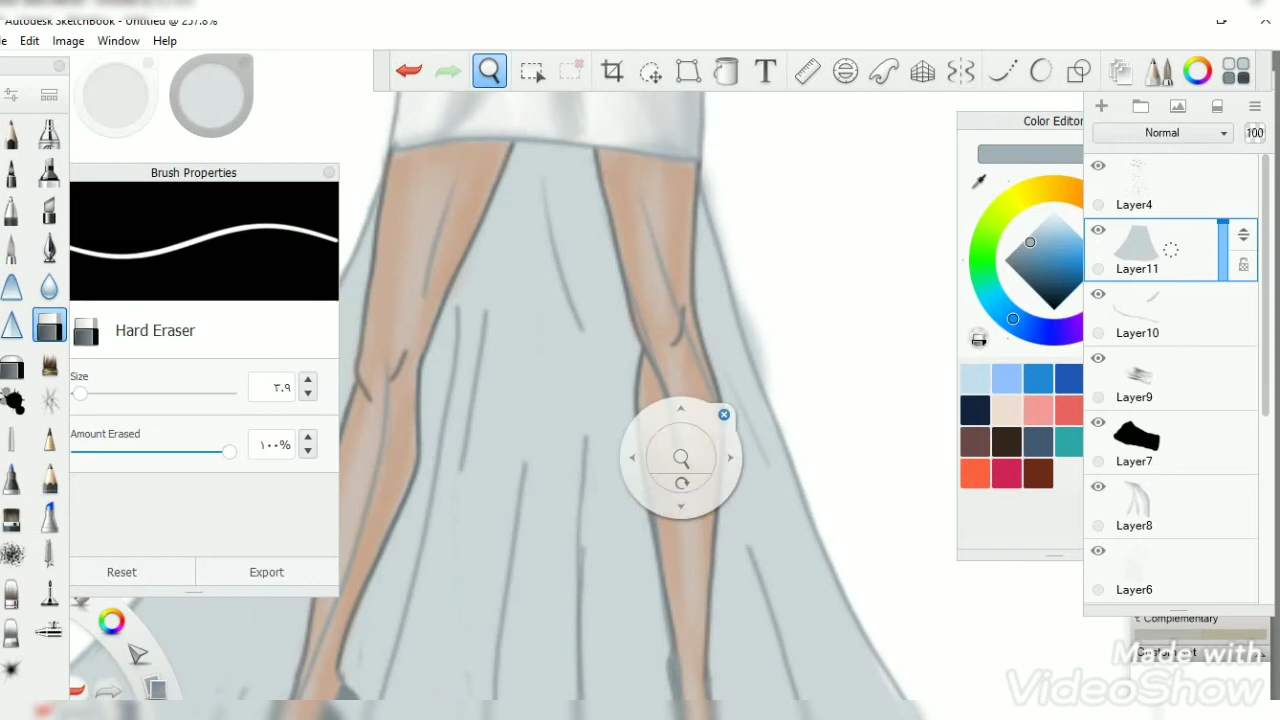 Autodesk SketchBook - Untitled @ 257.8%
Edit Image Window Help
Color Editor
Normal
100
Brush Properties
Layer4
Layer11
Hard Eraser
Layer10
Size
٣.٩
Layer9
Amount Erased
١٠٠%
Layer7
Layer8
Reset Export
Layer6
Complementary
Made with
VideoShow